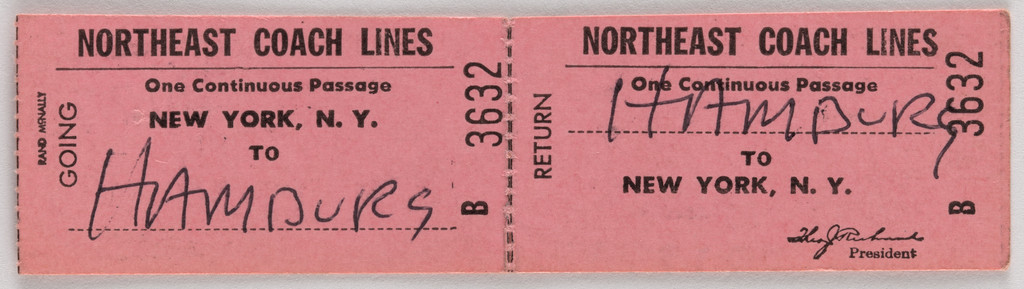 NORTHEAST COACH LINES
One Continuous Passage
NEW YORK, N. Y.
TO
HAMBURG
RAND MCNALLY
GOING
3632
B
NORTHEAST COACH LINES
One Continuous Passage
HAMBURG
TO
NEW YORK, N. Y.
RETURN
3632
B
President